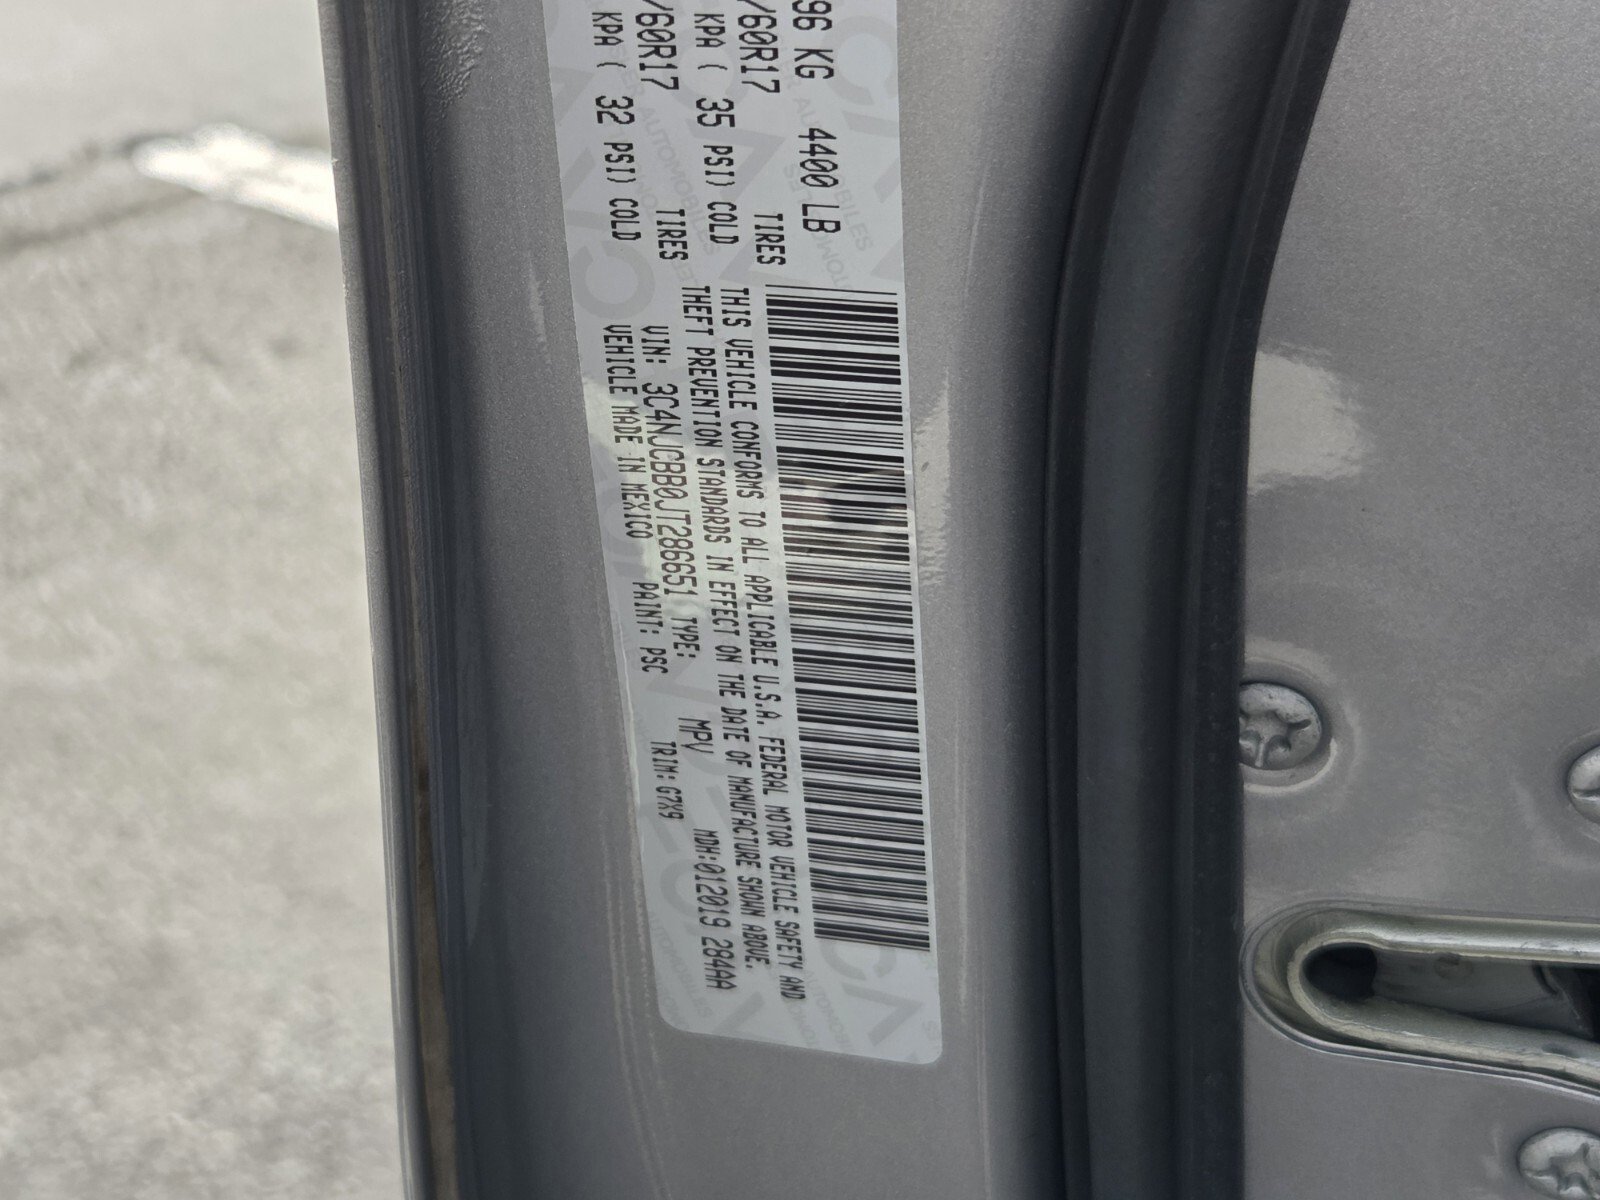 96 KG 4400 LB
/60R17 TIRES
KPA ( 35 PSI) COLD
/60R17 TIRES
KPA ( 32 PSI) COLD
THIS VEHICLE CONFORMS TO ALL APPLICABLE U.S.A. FEDERAL MOTOR VEHICLE SAFETY AND
THEFT PREVENTION STANDARDS IN EFFECT ON THE DATE OF MANUFACTURE SHOWN ABOVE.
VIN: 3C4NJCBB0JT286651 TYPE: MPV MDH:012019 284AA
VEHICLE MADE IN MEXICO PAINT: PSC TRIM: G7X9